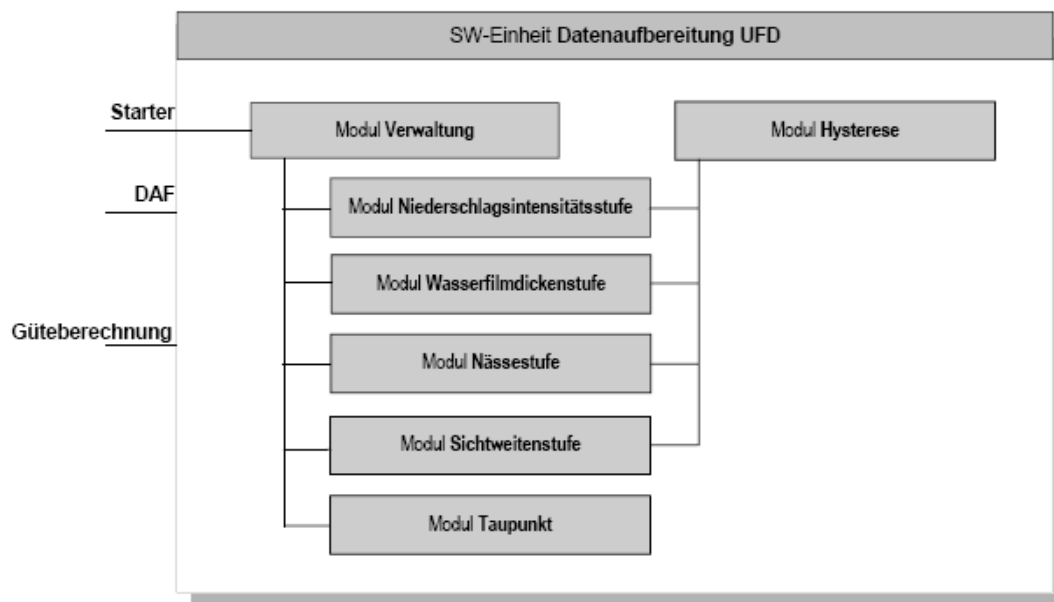 SW-Einheit Datenaufbereitung UFD
Starter
Modul Verwaltung
Modul Hysterese
DAF
Modul Niederschlagsintensitätsstufe
Modul Wasserfilmdickenstufe
Güteberechnung
Modul Nässestufe
Modul Sichtweitenstufe
Modul Taupunkt